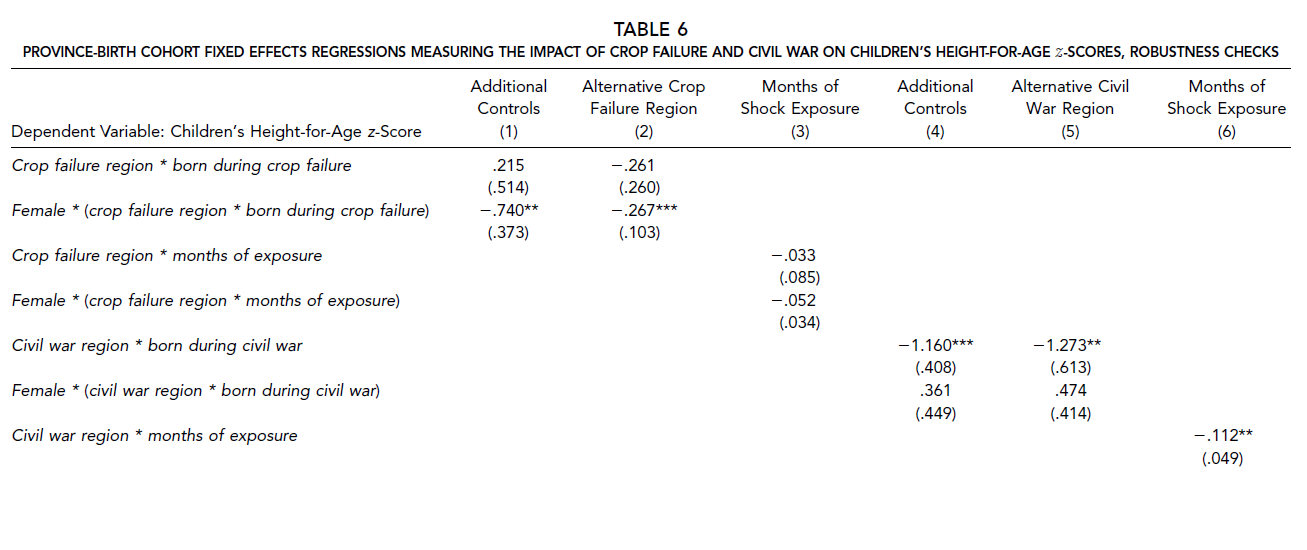 TABLE 6
PROVINCE-BIRTH COHORT FIXED EFFECTS REGRESSIONS MEASURING THE IMPACT OF CROP FAILURE AND CIVIL WAR ON CHILDREN'S HEIGHT-FOR-AGE z-SCORES, ROBUSTNESS CHECKS
Additional Alternative Crop Months of Additional Alternative Civil Months of
Controls Failure Region Shock Exposure Controls War Region Shock Exposure
Dependent Variable: Children's Height-for-Age z-Score (1) (2) (3) (4) (5) (6)
Crop failure region * born during crop failure .215 −.261
(.514) (.260)
Female * (crop failure region * born during crop failure) −.740** −.267***
(.373) (.103)
Crop failure region * months of exposure −.033
(.085)
Female * (crop failure region * months of exposure) −.052
(.034)
Civil war region * born during civil war −1.160*** −1.273**
(.408) (.613)
Female * (civil war region * born during civil war) .361 .474
(.449) (.414)
Civil war region * months of exposure −.112**
(.049)